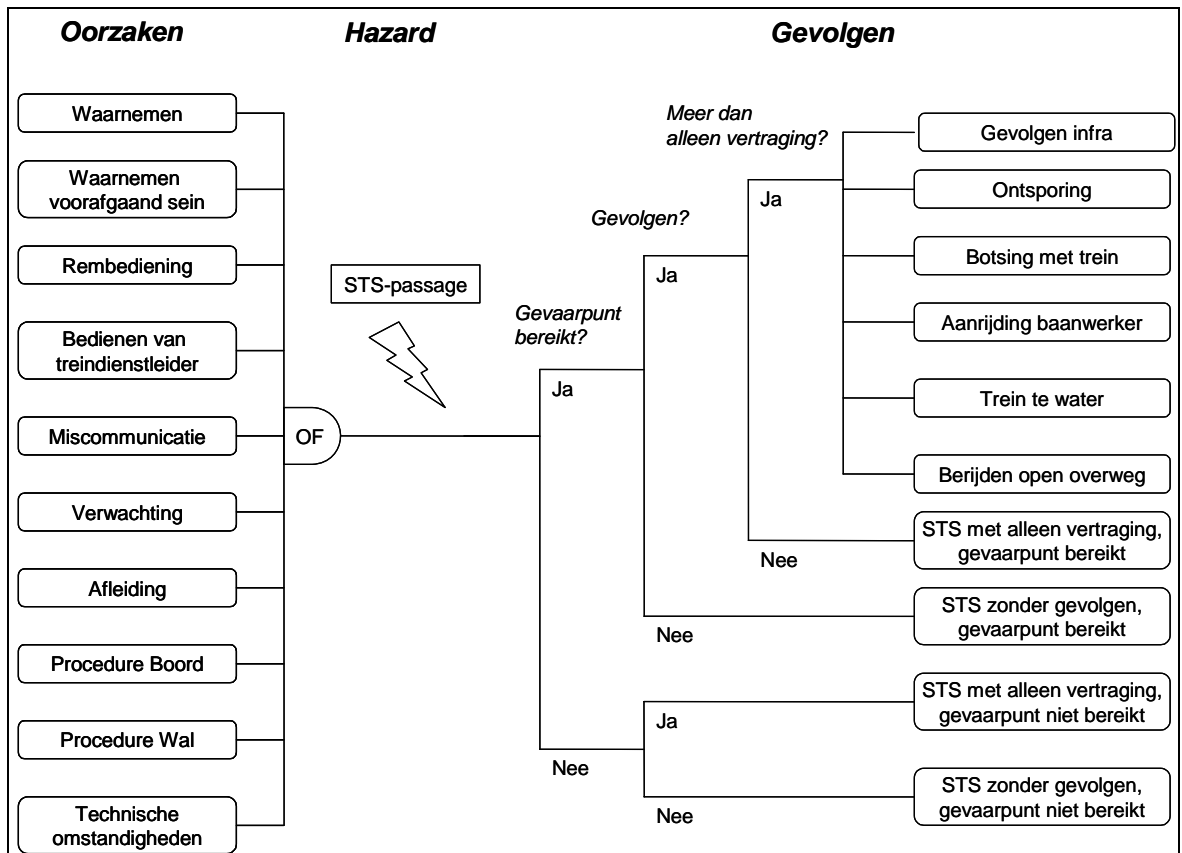 Oorzaken
Hazard
Gevolgen
Waarnemen
Waarnemen
voorafgaand sein
Rembediening
Bedienen van
treindienstleider
Miscommunicatie
Verwachting
Afleiding
Procedure Boord
Procedure Wal
Technische
omstandigheden
OF
STS-passage
Gevaarpunt
bereikt?
Ja
Nee
Gevolgen?
Ja
Nee
Ja
Nee
Meer dan
alleen vertraging?
Ja
Nee
Gevolgen infra
Ontsporing
Botsing met trein
Aanrijding baanwerker
Trein te water
Berijden open overweg
STS met alleen vertraging,
gevaarpunt bereikt
STS zonder gevolgen,
gevaarpunt bereikt
STS met alleen vertraging,
gevaarpunt niet bereikt
STS zonder gevolgen,
gevaarpunt niet bereikt